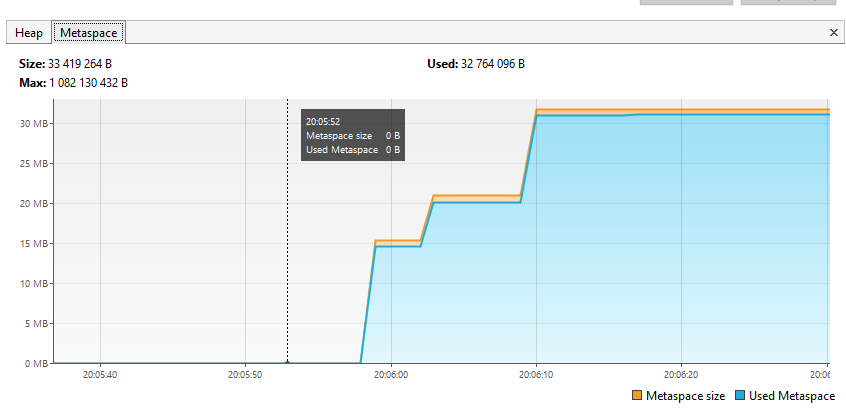 Heap Metaspace ×
Size: 33 419 264 B Used: 32 764 096 B
Max: 1 082 130 432 B
30 MB
25 MB
20 MB
15 MB
10 MB
5 MB
0 MB
20:05:52
Metaspace size 0 B
Used Metaspace 0 B
20:05:40 20:05:50 20:06:00 20:06:10 20:06:20 20:06
Metaspace size Used Metaspace